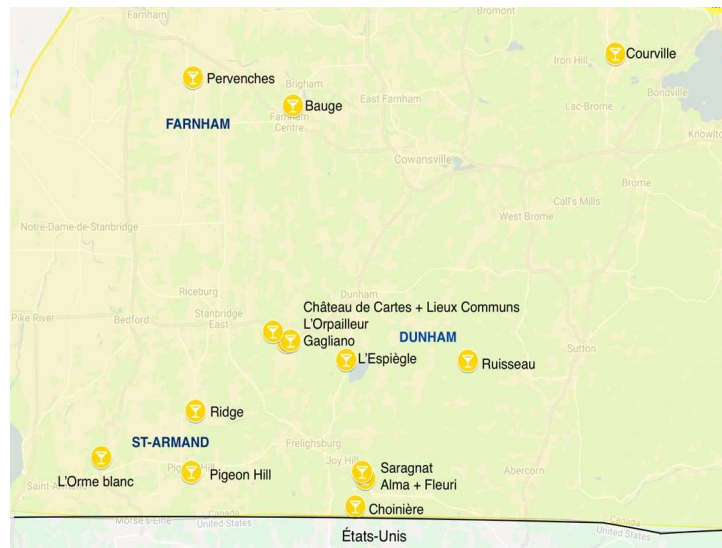 Farnham
Bromont
Courville
Iron Hill
Pervenches
Brigham
Bondville
Bauge
East Farnham
Lac-Brome
FARNHAM
Farnham
Centre
Knowlton
Cowansville
Brome
Call's Mills
West Brome
Notre-Dame-de-Stanbridge
Riceburg
Dunham
Château de Cartes + Lieux Communs
Pike River
Bedford
Stanbridge
East
L'Orpailleur
DUNHAM
Gagliano
Sutton
L'Espiègle
Ruisseau
Ridge
ST-ARMAND
Frelighsburg
Joy Hill
Saragnat
Abercorn
Pigeon Hill
L'Orme blanc
Alma + Fleuri
Choinière
Canada
United States
Canada
United States
États-Unis